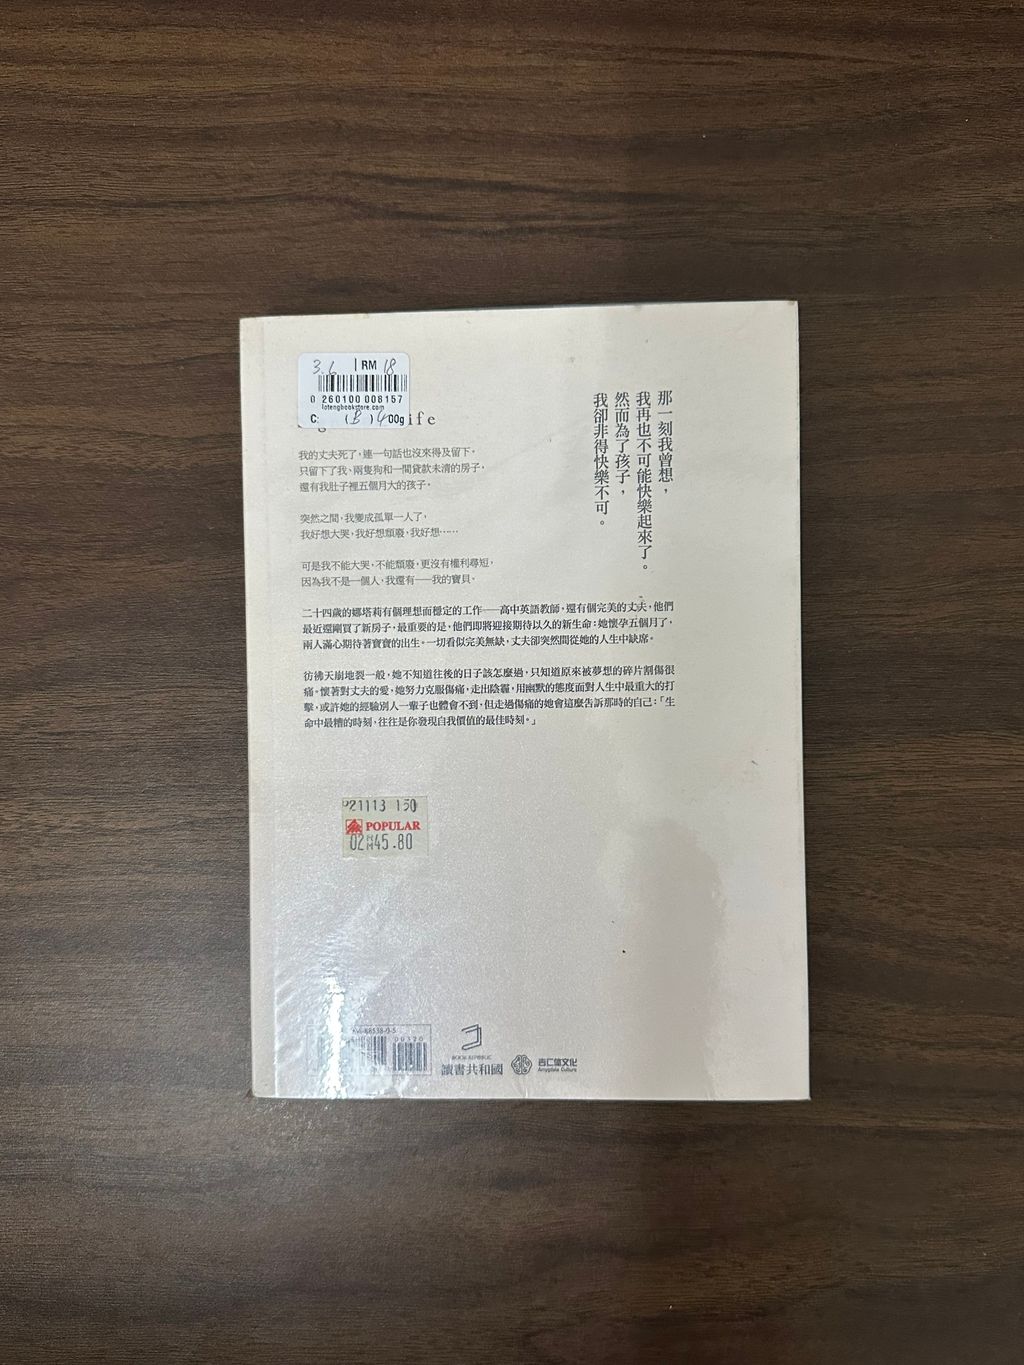 3.6 RM 18
0 260100 008157
lotengbookstore.com
C: (B) 400g
ife
那一刻我曾想，
我再也不可能快樂起來了。
然而為了孩子，
我卻非得快樂不可。
我的丈夫死了，連一句話也沒來得及留下，
只留下了我、兩隻狗和一間貸款未清的房子，
還有我肚子裡五個月大的孩子。
突然之間，我變成孤單一人了，
我好想大哭，我好想頹廢，我好想……
可是我不能大哭，不能頹廢，更沒有權利尋短，
因為我不是一個人，我還有——我的寶貝。
二十四歲的娜塔莉有個理想而穩定的工作——高中英語教師，還有個完美的丈夫，他們
最近還剛買了新房子，最重要的是，他們即將迎接期待以久的新生命：她懷孕五個月了，
兩人滿心期待著寶寶的出生。一切看似完美無缺，丈夫卻突然間從她的人生中缺席。
彷彿天崩地裂一般，她不知道往後的日子該怎麼過，只知道原來被夢想的碎片割傷很
痛。懷著對丈夫的愛，她努力克服傷痛，走出陰霾，用幽默的態度面對人生中最重大的打
擊，或許她的經驗別人一輩子也體會不到，但走過傷痛的她會這麼告訴那時的自己：「生
命中最糟的時刻，往往是你發現自我價值的最佳時刻。」
P21113 150
POPULAR
02 RM45.80
88538-0-5
00320
BOOK REPUBLIC
讀書共和國
杏仁體文化
Amygdala Culture